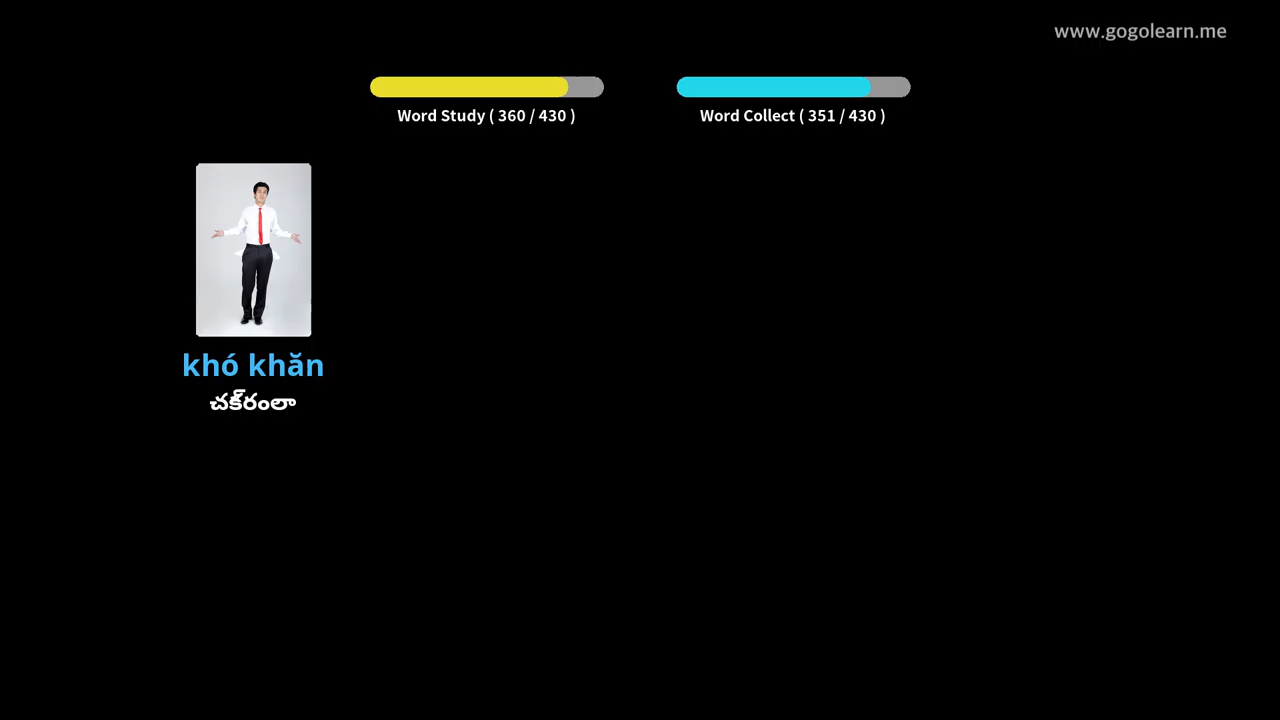 www.gogolearn.me
Word Study ( 360 / 430 )
Word Collect ( 351 / 430 )
khó khăn
చక్రంలా